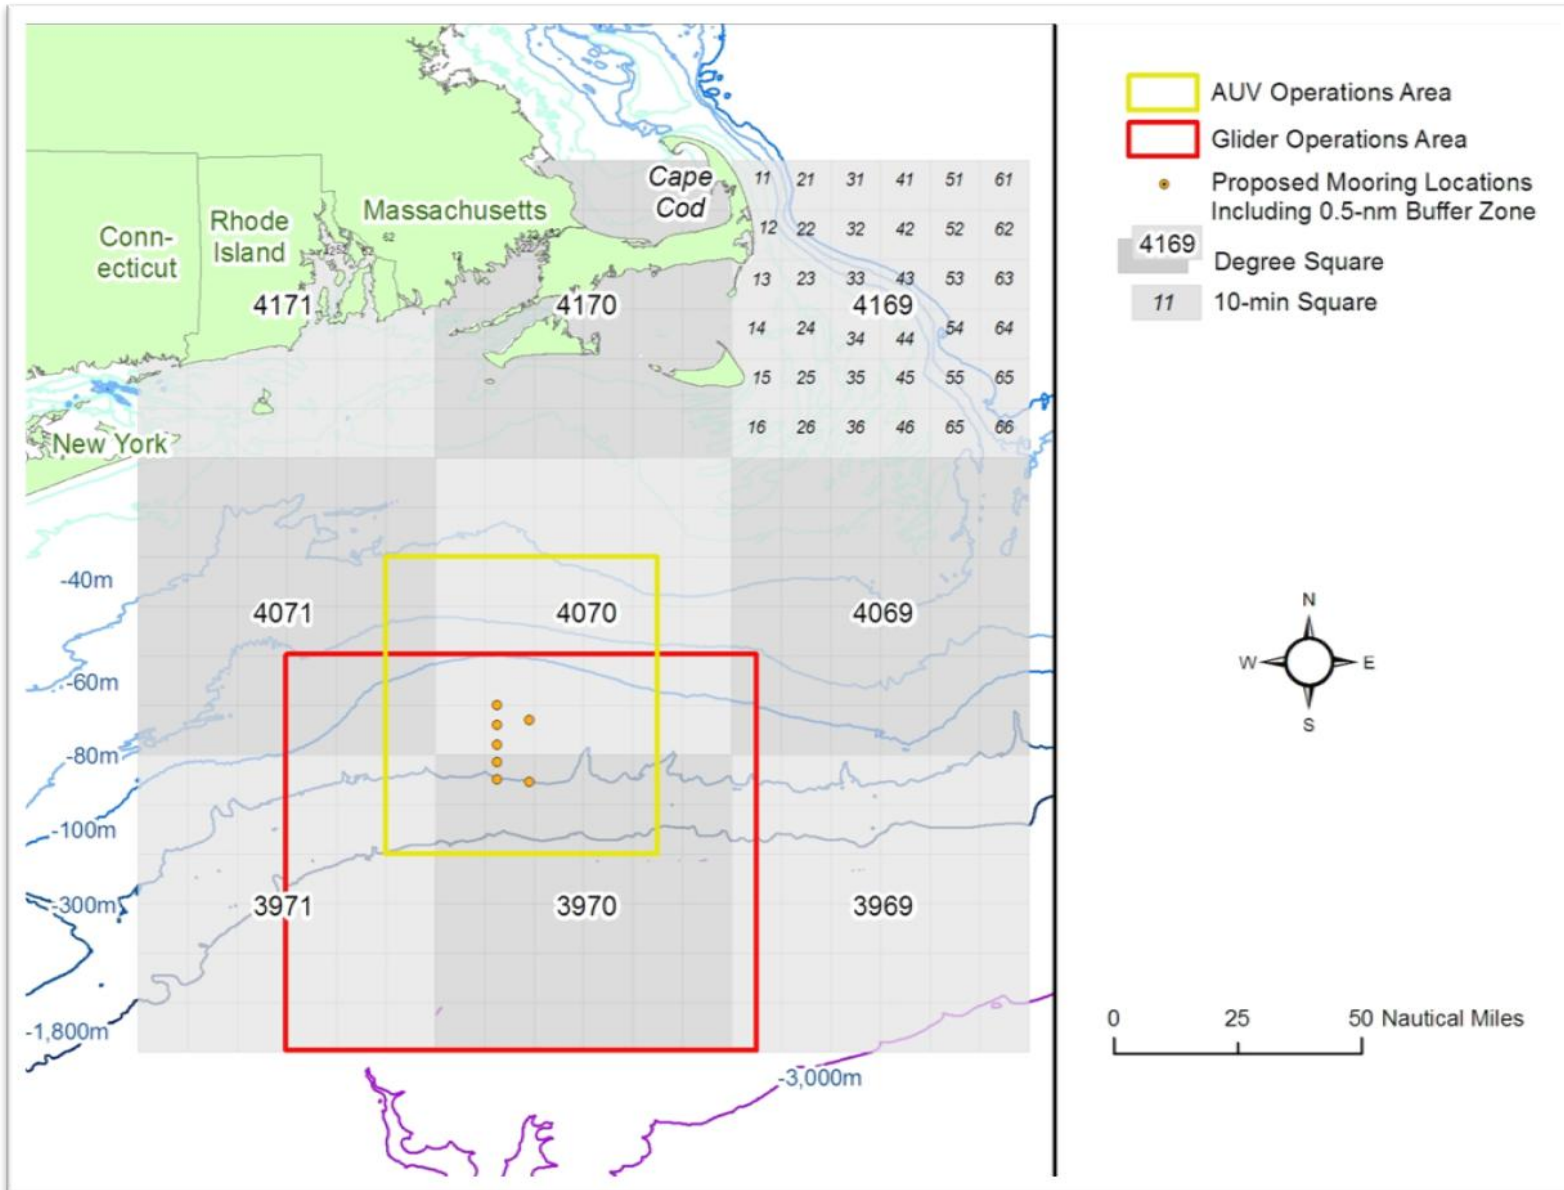 Cape
Cod
11 21 31 41 51 61
Massachusetts
Rhode
Island
Conn-
ecticut
62
12 22 32 42 52 62
12
13 23 33 43 53 63
4171
4170
4169
14 24 34 44 54 64
15 25 35 45 55 65
16 26 36 46 65 66
New York
-40m
4071
4070
4069
-60m
-80m
-100m
-300m
3971
3970
3969
-1,800m
-3,000m
AUV Operations Area
Glider Operations Area
Proposed Mooring Locations
Including 0.5-nm Buffer Zone
4169
Degree Square
11
10-min Square
N
W
E
S
0 25 50 Nautical Miles